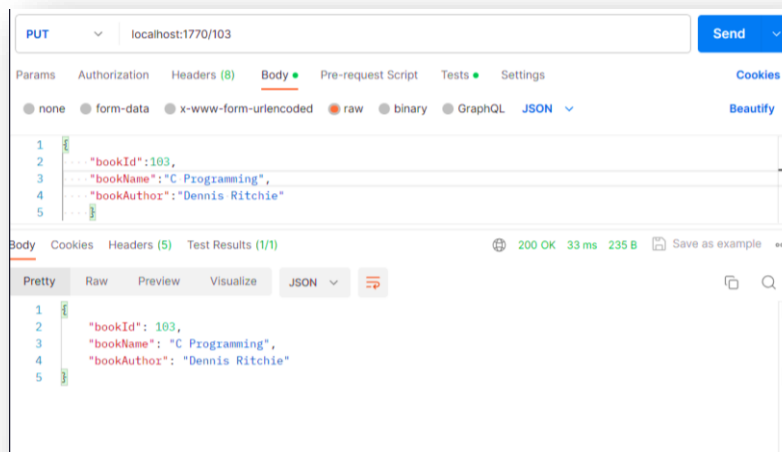 PUT localhost:1770/103 Send
Params Authorization Headers (8) Body Pre-request Script Tests Settings Cookies
none form-data x-www-form-urlencoded raw binary GraphQL JSON Beautify
1 {
2 "bookId":103,
3 "bookName":"C Programming",
4 "bookAuthor":"Dennis Ritchie"
5 }
Body Cookies Headers (5) Test Results (1/1) 200 OK 33 ms 235 B Save as example
Pretty Raw Preview Visualize JSON
1 {
2 "bookId": 103,
3 "bookName": "C Programming",
4 "bookAuthor": "Dennis Ritchie"
5 }